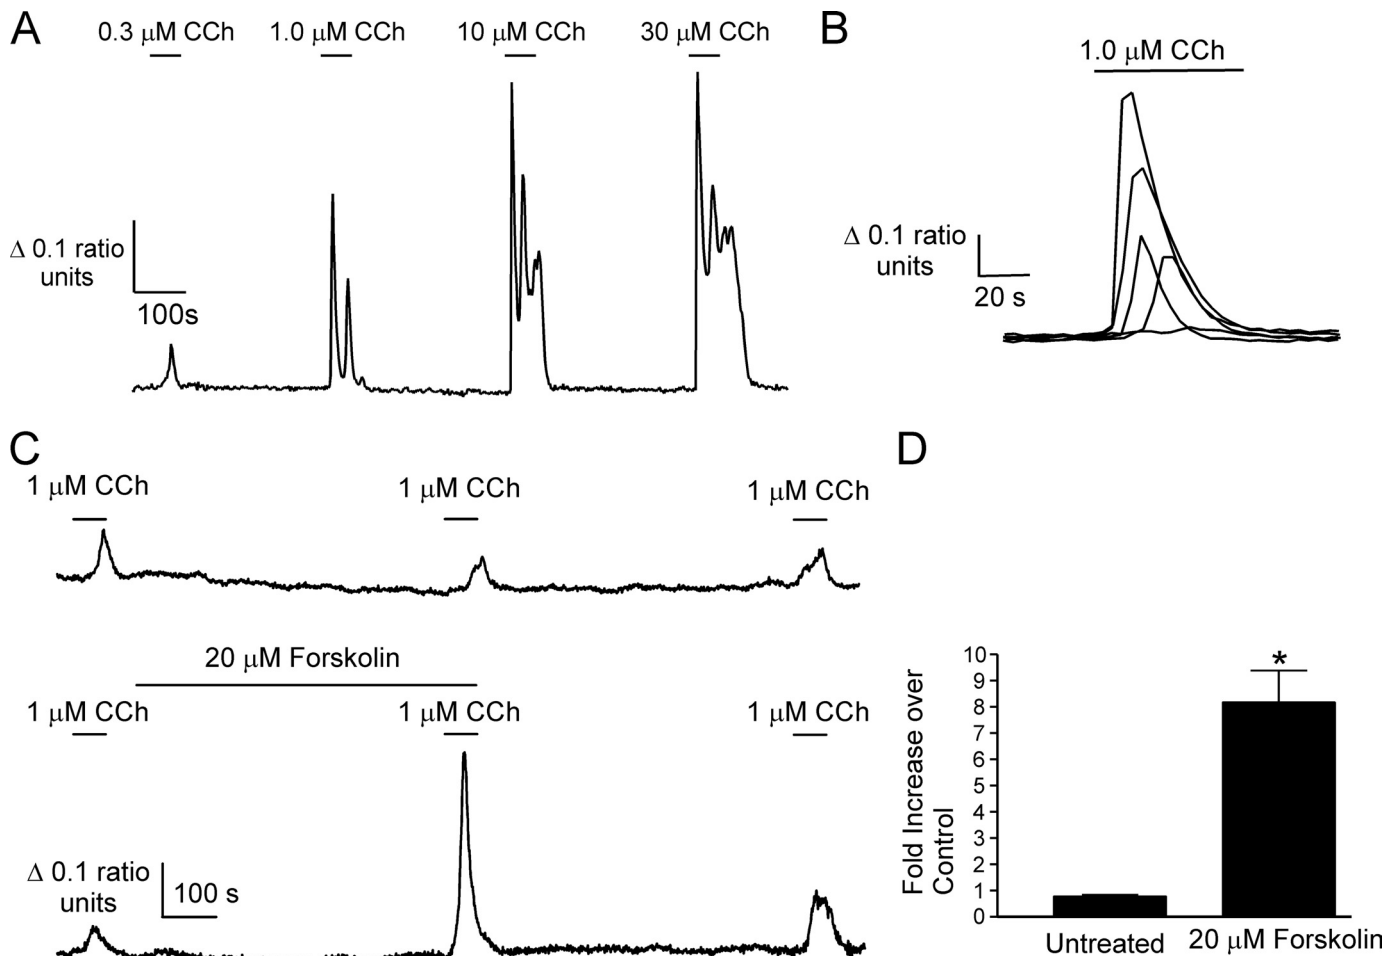 A
0.3 μM CCh
1.0 μM CCh
10 μM CCh
30 μM CCh
Δ 0.1 ratio
units
100s
B
1.0 μM CCh
Δ 0.1 ratio
units
20 s
C
1 μM CCh
1 μM CCh
1 μM CCh
20 μM Forskolin
1 μM CCh
1 μM CCh
1 μM CCh
Δ 0.1 ratio
units
100 s
D
Fold Increase over
Control
10
9
8
7
6
5
4
3
2
1
0
*
Untreated
20 μM Forskolin